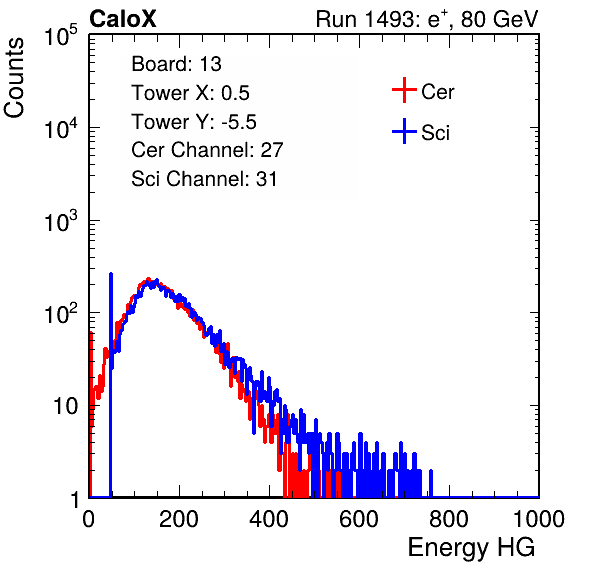 CaloX Run 1493: e⁺, 80 GeV
Counts
Board: 13
Tower X: 0.5
Tower Y: -5.5
Cer Channel: 27
Sci Channel: 31
Cer
Sci
10⁵
10⁴
10³
10²
10
1
0 200 400 600 800 1000
Energy HG